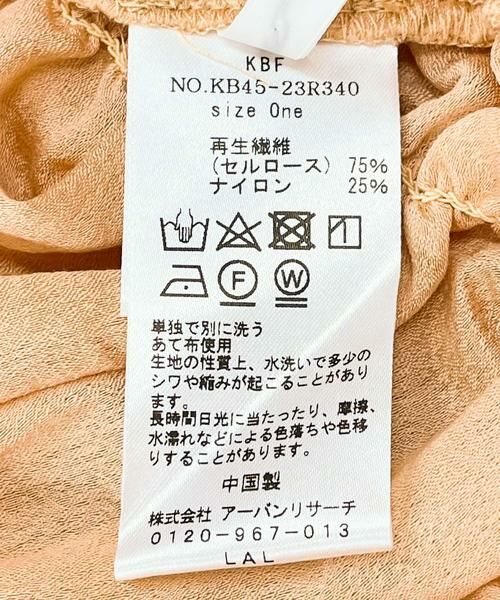 KBF
NO.KB45-23R340
size One
再生繊維
(セルロース) 75%
ナイロン 25%
F W
単独で別に洗う
あて布使用
生地の性質上、水洗いで多少の
シワや縮みが起こることがあり
ます。
長時間日光に当たったり、摩擦、
水濡れなどによる色落ちや色移
りすることがあります。
中国製
株式会社 アーバンリサーチ
0120-967-013
LAL